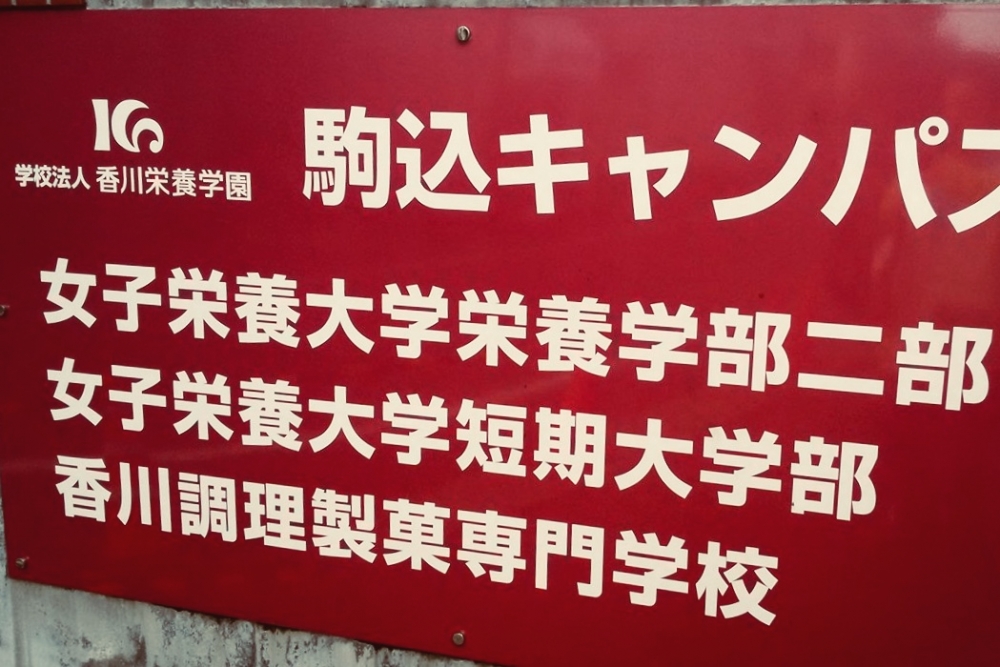 学校法人 香川栄養学園
駒込キャンパス
女子栄養大学栄養学部二部
女子栄養大学短期大学部
香川調理製菓専門学校